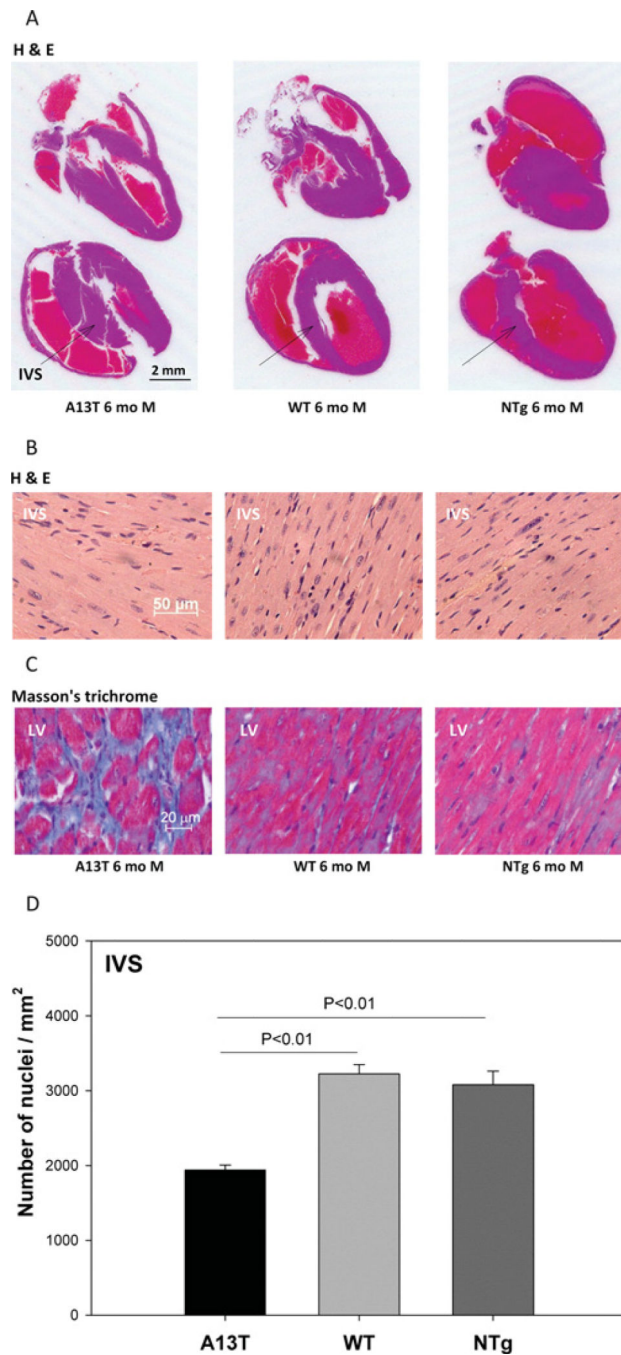 A
H & E
IVS
2 mm
A13T 6 mo M WT 6 mo M NTg 6 mo M
B
H & E
IVS IVS IVS
50 µm
C
Masson's trichrome
LV LV LV
20 µm
A13T 6 mo M WT 6 mo M NTg 6 mo M
D
5000
IVS
4000
P<0.01
P<0.01
3000
2000
1000
0
Number of nuclei / mm²
A13T WT NTg